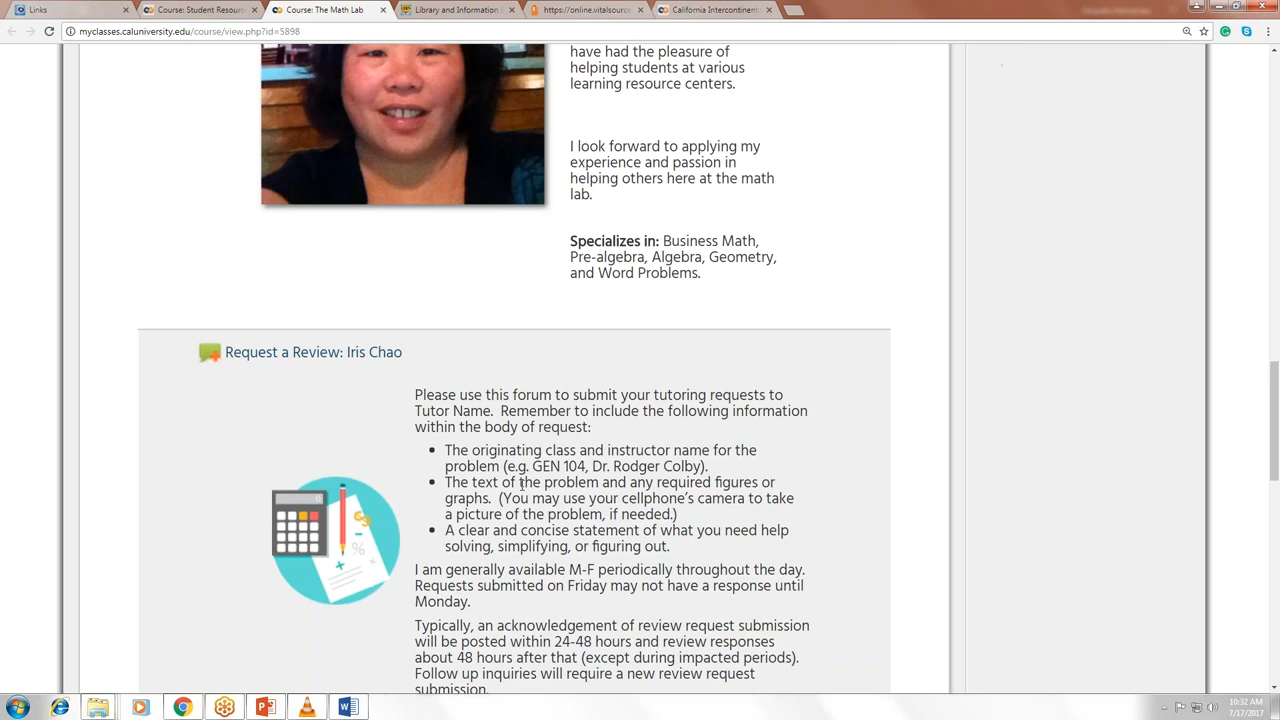 Links
Course: Student Resourc
Course: The Math Lab
Library and Information
https://online.vitalsource
California Intercontinent
myclasses.caluniversity.edu/course/view.php?id=5898
have had the pleasure of
helping students at various
learning resource centers.
I look forward to applying my
experience and passion in
helping others here at the math
lab.
Specializes in: Business Math,
Pre-algebra, Algebra, Geometry,
and Word Problems.
Request a Review: Iris Chao
Please use this forum to submit your tutoring requests to
Tutor Name. Remember to include the following information
within the body of request:
The originating class and instructor name for the
problem (e.g. GEN 104, Dr. Rodger Colby).
The text of the problem and any required figures or
graphs. (You may use your cellphone's camera to take
a picture of the problem, if needed.)
A clear and concise statement of what you need help
solving, simplifying, or figuring out.
I am generally available M-F periodically throughout the day.
Requests submitted on Friday may not have a response until
Monday.
Typically, an acknowledgement of review request submission
will be posted within 24-48 hours and review responses
about 48 hours after that (except during impacted periods).
Follow up inquiries will require a new review request
submission.
10:32 AM
7/17/2017